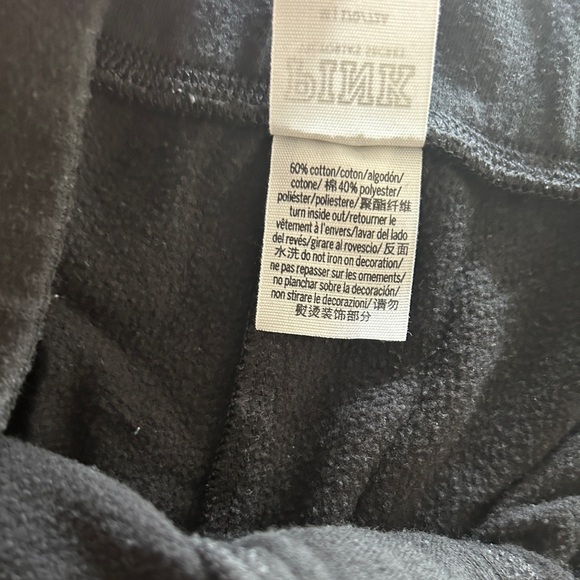 PINK
60% cotton/coton/algodón/
cotone/ 棉 40% polyester/
poliéster/poliestere/聚酯纤维
turn inside out/retourner le
vêtement à l'envers/lavar del lado
del revés/girare al rovescio/反面
水洗 do not iron on decoration/
ne pas repasser sur les ornements/
no planchar sobre la decoración/
non stirare le decorazioni/请勿
熨烫装饰部分